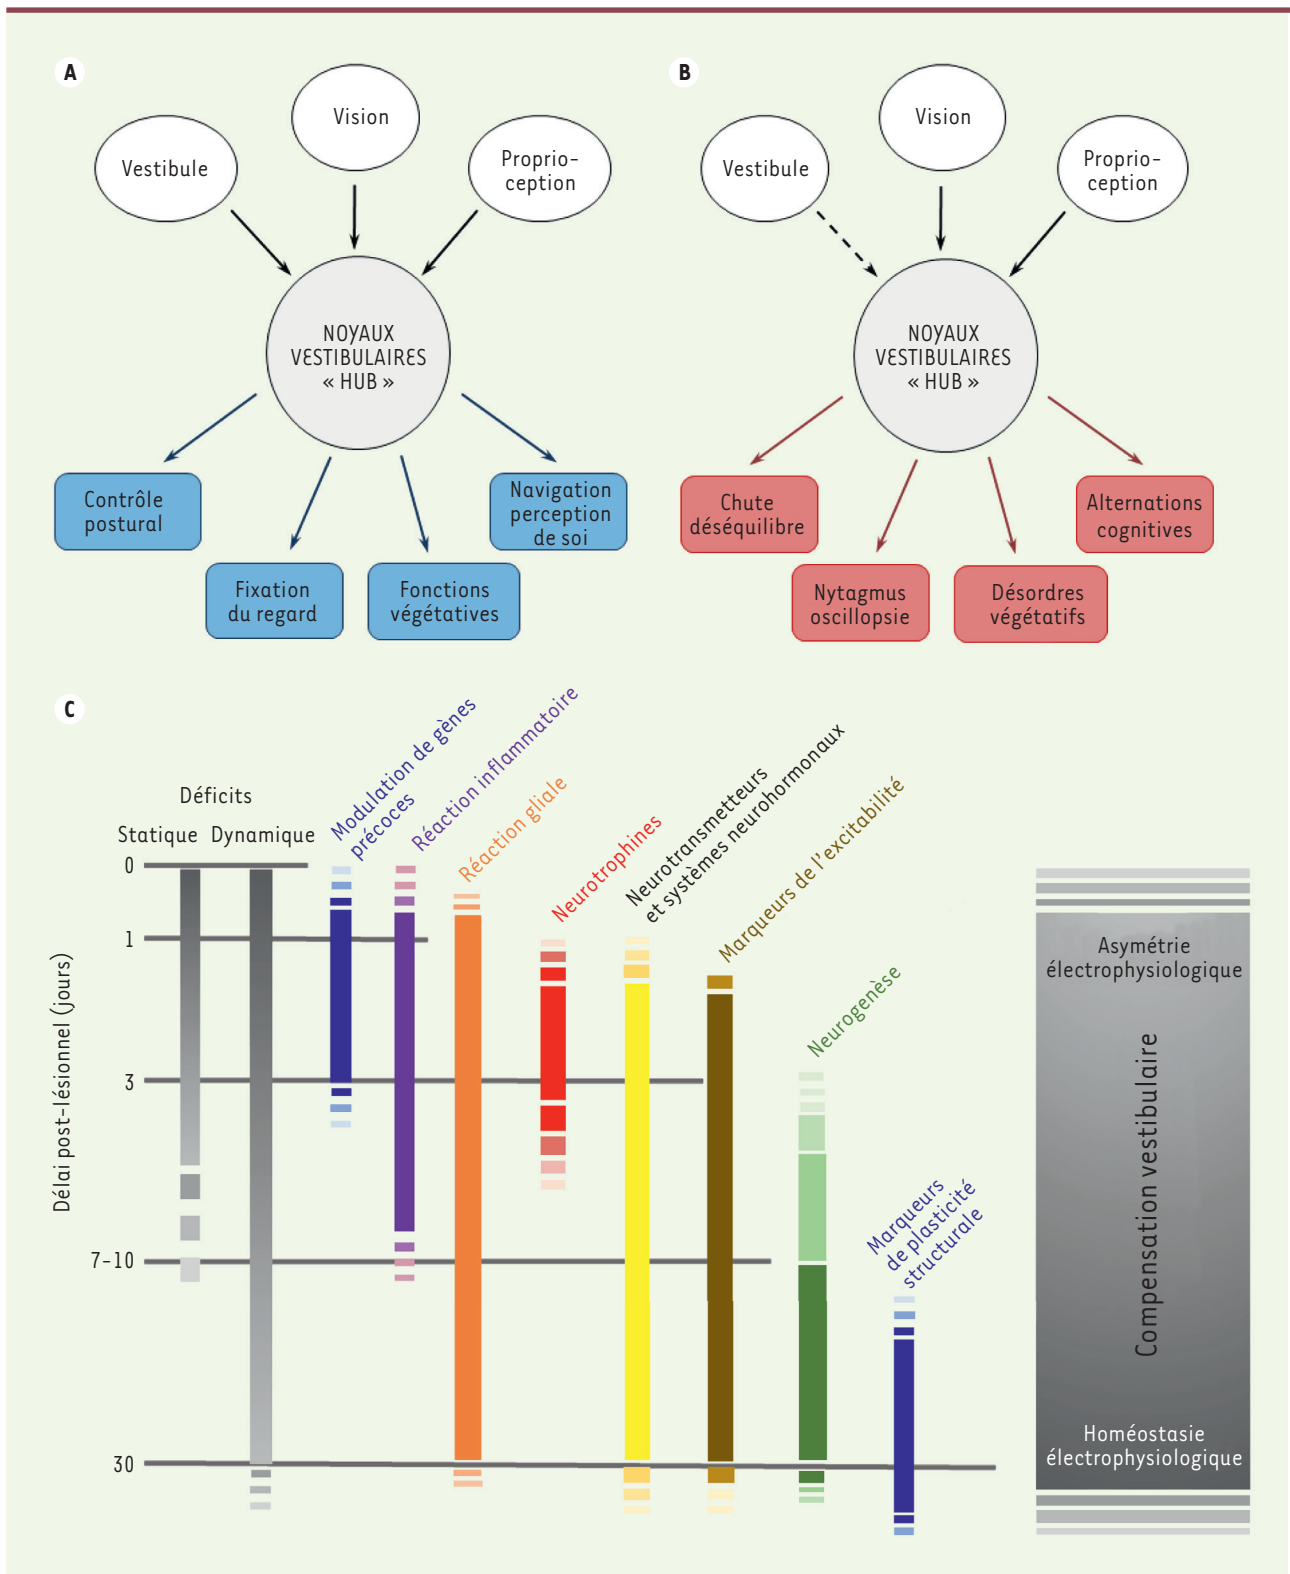 A
Vision
Vestibule
Proprio-
ception
NOYAUX
VESTIBULAIRES
« HUB »
Contrôle
postural
Navigation
perception
de soi
Fixation
du regard
Fonctions
végétatives
B
Vision
Vestibule
Proprio-
ception
NOYAUX
VESTIBULAIRES
« HUB »
Chute
déséquilibre
Alternations
cognitives
Nytagmus
oscillopsie
Désordres
végétatifs
C
Déficits
Statique Dynamique
Modulation de gènes
précoces
Réaction inflammatoire
Réaction gliale
Neurotrophines
Neurotransmetteurs
et systèmes neurohormonaux
Marqueurs de l'excitabilité
Neurogenèse
Marqueurs
de plasticité
structurale
Délai post-lésionnel (jours)
0
1
3
7-10
30
Asymétrie
électrophysiologique
Compensation vestibulaire
Homéostasie
électrophysiologique